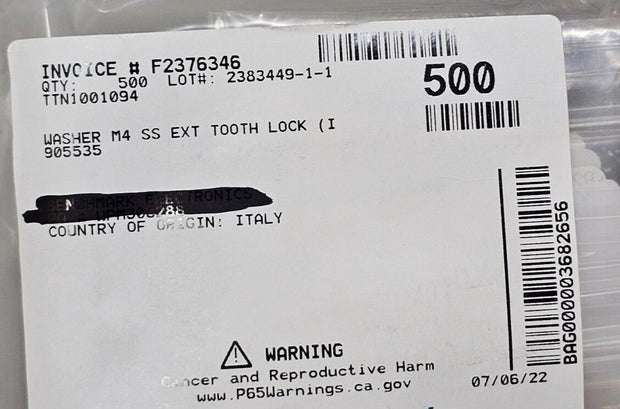 INVOICE # F2376346
QTY: 500 LOT#: 2383449-1-1
TTN1001094
500
WASHER M4 SS EXT TOOTH LOCK (I
905535
COUNTRY OF ORIGIN: ITALY
BAG000003682656
WARNING
Cancer and Reproductive Harm
www.P65Warnings.ca.gov
07/06/22